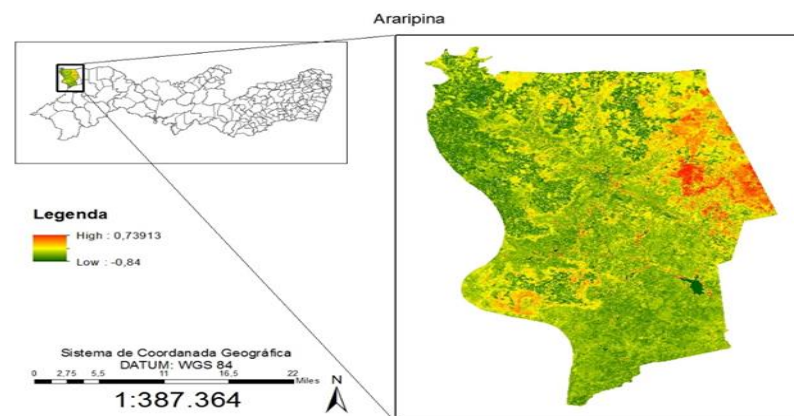 Araripina
Legenda
High : 0,73913
Low : -0,84
Sistema de Coordanada Geográfica
DATUM: WGS 84
0 2,75 5,5 11 16,5 22
Miles
N
1:387.364